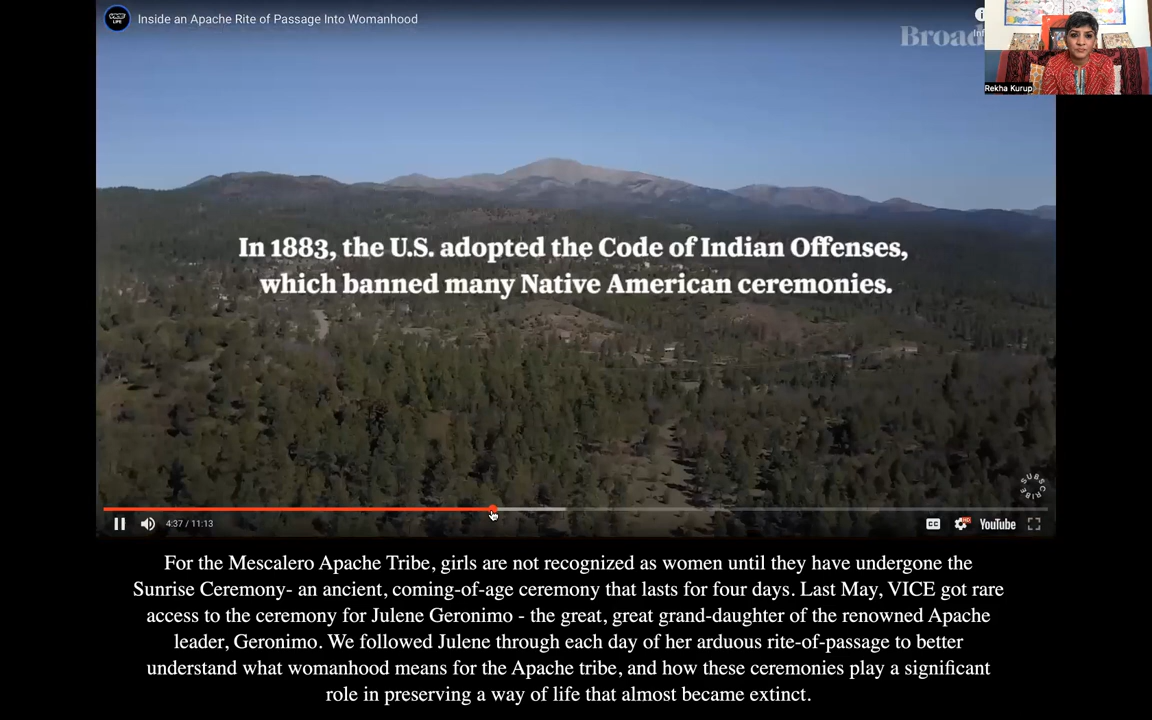 VICE LIFE
Inside an Apache Rite of Passage Into Womanhood
Broad
Rekha Kurup
In 1883, the U.S. adopted the Code of Indian Offenses,
which banned many Native American ceremonies.
SUBSCRIBE
4:37 / 11:13
CC
HD
YouTube
For the Mescalero Apache Tribe, girls are not recognized as women until they have undergone the
Sunrise Ceremony- an ancient, coming-of-age ceremony that lasts for four days. Last May, VICE got rare
access to the ceremony for Julene Geronimo - the great, great grand-daughter of the renowned Apache
leader, Geronimo. We followed Julene through each day of her arduous rite-of-passage to better
understand what womanhood means for the Apache tribe, and how these ceremonies play a significant
role in preserving a way of life that almost became extinct.